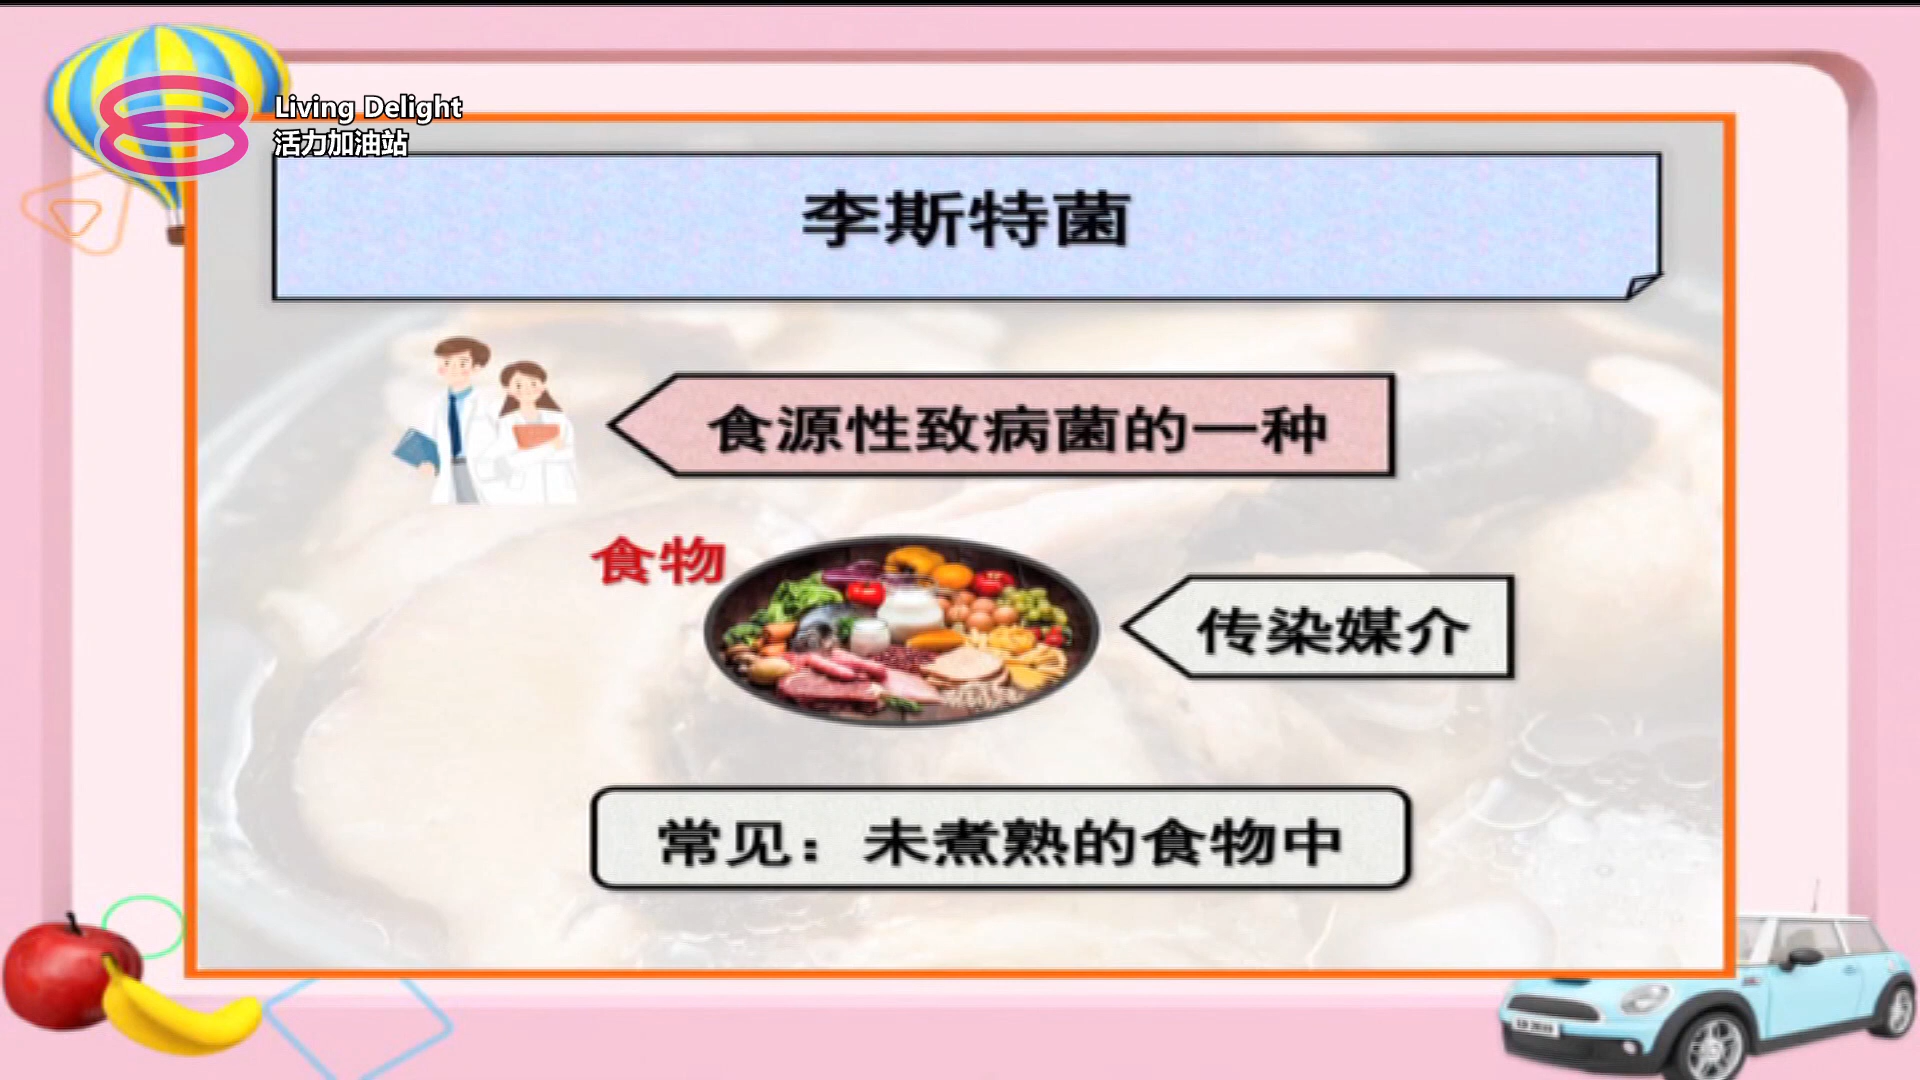 Living Delight
活力加油站
李斯特菌
食源性致病菌的一种
食物
传染媒介
常见：未煮熟的食物中